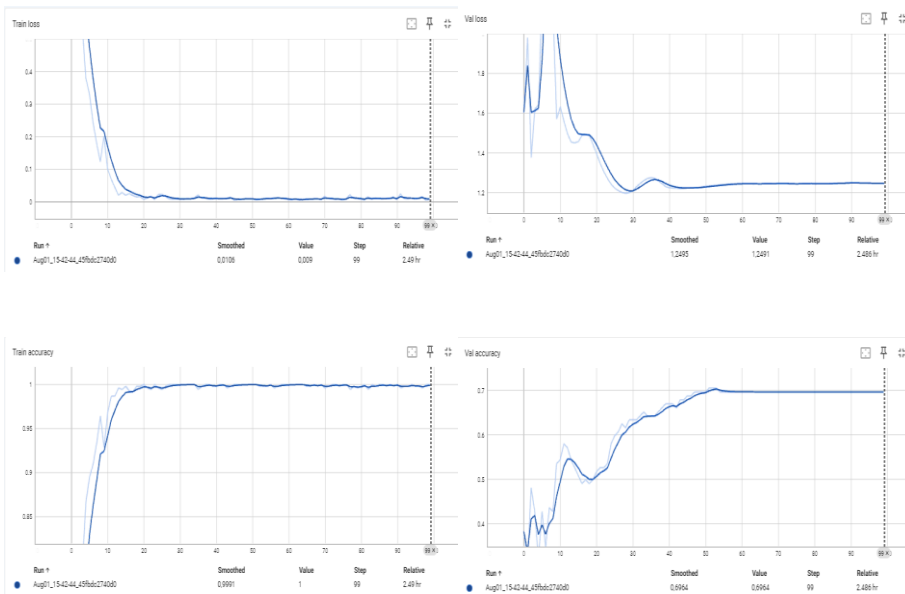 Train loss
Val loss
0.4
0.3
0.2
0.1
0
0 10 20 30 40 50 60 70 80 90 99 ×
1.8
1.6
1.4
1.2
0 10 20 30 40 50 60 70 80 90 99 ×
Run ↑ Smoothed Value Step Relative
Aug01_15-42-44_45fbdc2740d0 0,0106 0,009 99 2.49 hr
Run ↑ Smoothed Value Step Relative
Aug01_15-42-44_45fbdc2740d0 1,2495 1,2491 99 2.486 hr
Train accuracy
Val accuracy
1
0.95
0.9
0.85
0 10 20 30 40 50 60 70 80 90 99 ×
0.7
0.6
0.5
0.4
0 10 20 30 40 50 60 70 80 90 99 ×
Run ↑ Smoothed Value Step Relative
Aug01_15-42-44_45fbdc2740d0 0,9991 1 99 2.49 hr
Run ↑ Smoothed Value Step Relative
Aug01_15-42-44_45fbdc2740d0 0,6964 0,6964 99 2.486 hr